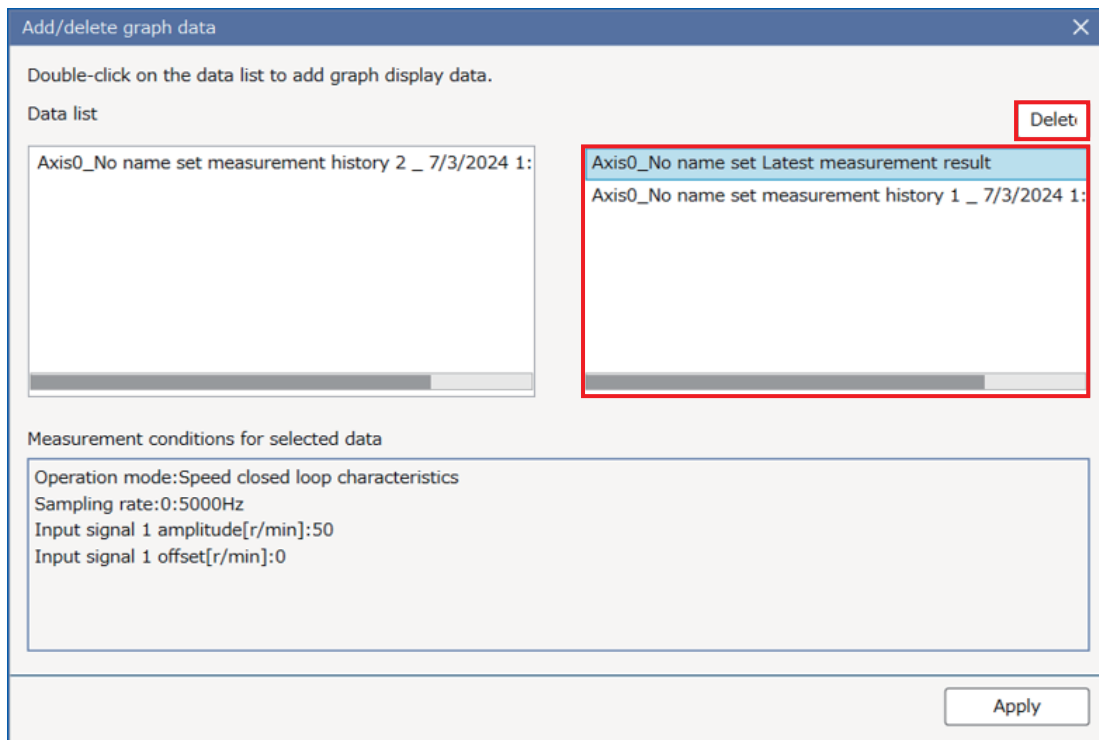 Add/delete graph data
Double-click on the data list to add graph display data.
Data list
Delet
Axis0_No name set measurement history 2 _ 7/3/2024 1:
Axis0_No name set Latest measurement result
Axis0_No name set measurement history 1 _ 7/3/2024 1:
Measurement conditions for selected data
Operation mode:Speed closed loop characteristics
Sampling rate:0:5000Hz
Input signal 1 amplitude[r/min]:50
Input signal 1 offset[r/min]:0
Apply